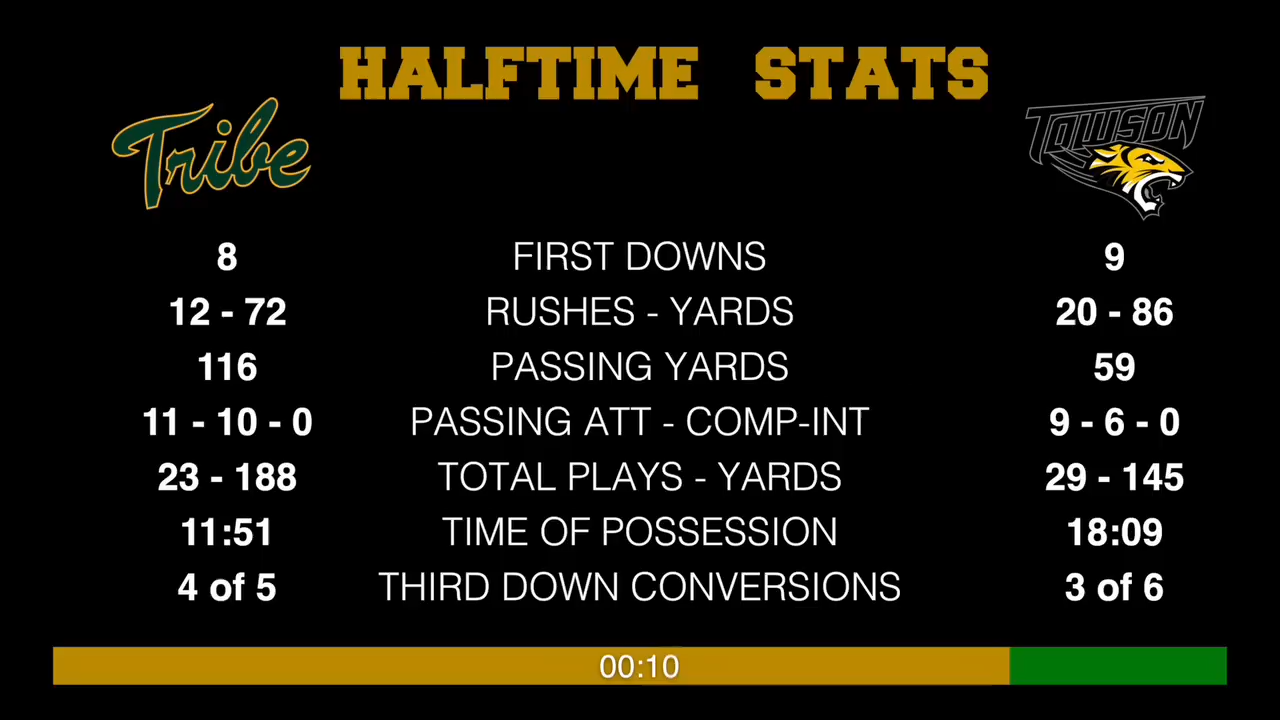 HALFTIME STATS
Tribe
TOWSON
8 FIRST DOWNS 9
12 - 72 RUSHES - YARDS 20 - 86
116 PASSING YARDS 59
11 - 10 - 0 PASSING ATT - COMP-INT 9 - 6 - 0
23 - 188 TOTAL PLAYS - YARDS 29 - 145
11:51 TIME OF POSSESSION 18:09
4 of 5 THIRD DOWN CONVERSIONS 3 of 6
00:10